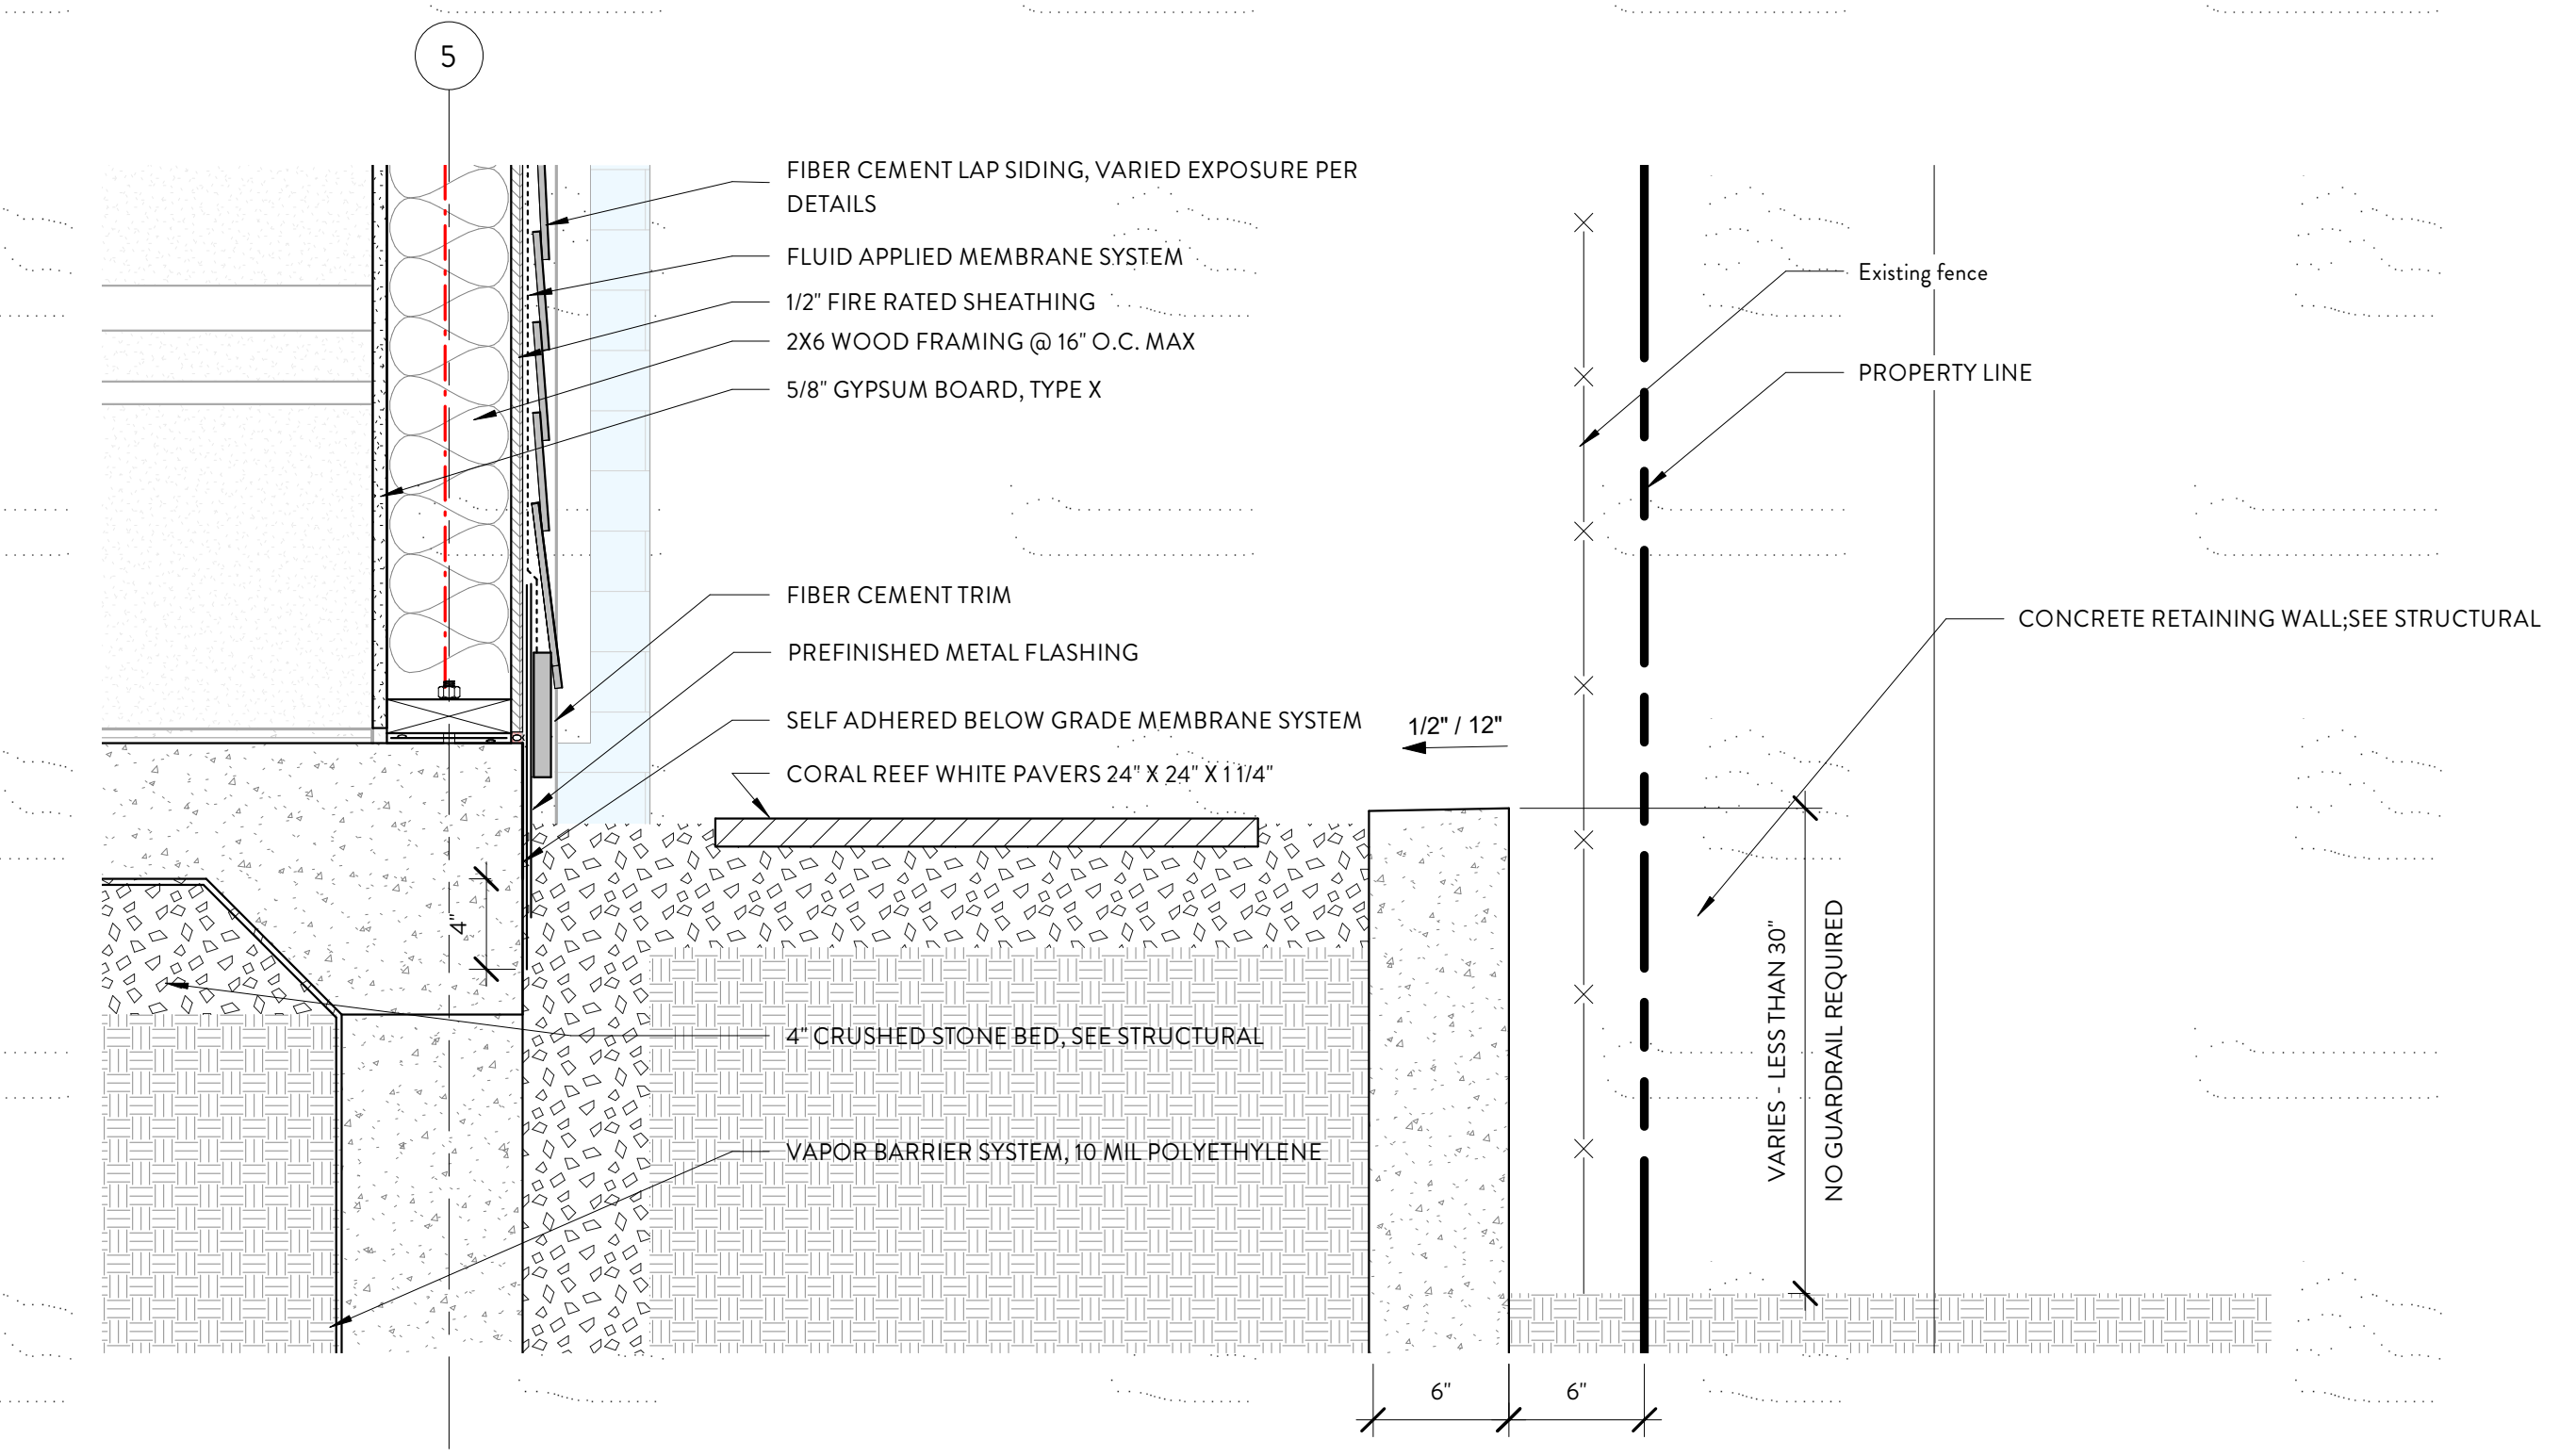 5
FIBER CEMENT LAP SIDING, VARIED EXPOSURE PER
DETAILS
FLUID APPLIED MEMBRANE SYSTEM
1/2" FIRE RATED SHEATHING
2X6 WOOD FRAMING @ 16" O.C. MAX
5/8" GYPSUM BOARD, TYPE X
Existing fence
PROPERTY LINE
FIBER CEMENT TRIM
CONCRETE RETAINING WALL;SEE STRUCTURAL
PREFINISHED METAL FLASHING
SELF ADHERED BELOW GRADE MEMBRANE SYSTEM
1/2" / 12"
CORAL REEF WHITE PAVERS 24" X 24" X 1 1/4"
4"
VARIES - LESS THAN 30"
NO GUARDRAIL REQUIRED
4" CRUSHED STONE BED, SEE STRUCTURAL
VAPOR BARRIER SYSTEM, 10 MIL POLYETHYLENE
6"
6"